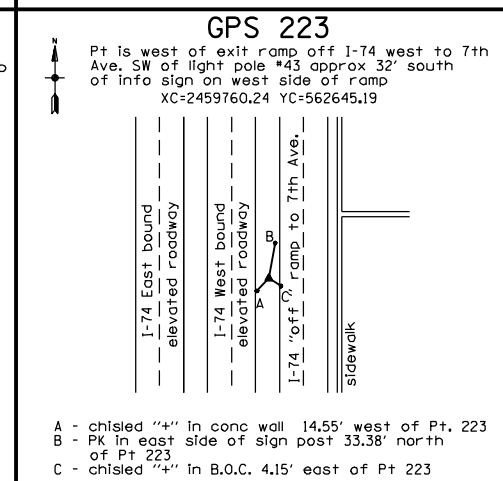 GPS 223
N
Pt is west of exit ramp off I-74 west to 7th
Ave. SW of light pole #43 approx 32' south
of info sign on west side of ramp
XC=2459760.24 YC=562645.19
I-74 East bound
elevated roadway
I-74 West bound
elevated roadway
I-74 "off" ramp to 7th Ave.
sidewalk
B
A
C
A - chisled "+" in conc wall 14.55' west of Pt. 223
B - PK in east side of sign post 33.38' north
of Pt 223
C - chisled "+" in B.O.C. 4.15' east of Pt 223